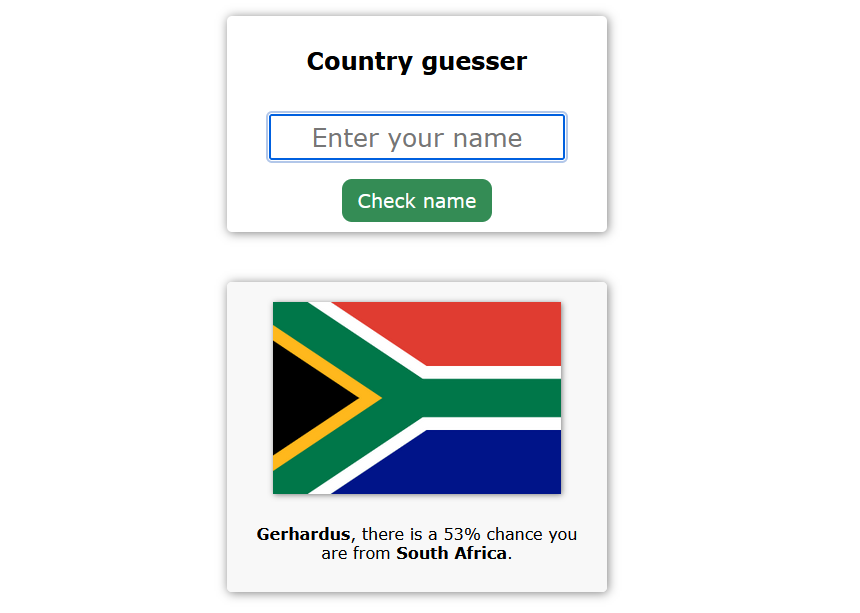 Country guesser
Enter your name
Check name
Gerhardus, there is a 53% chance you
are from South Africa.